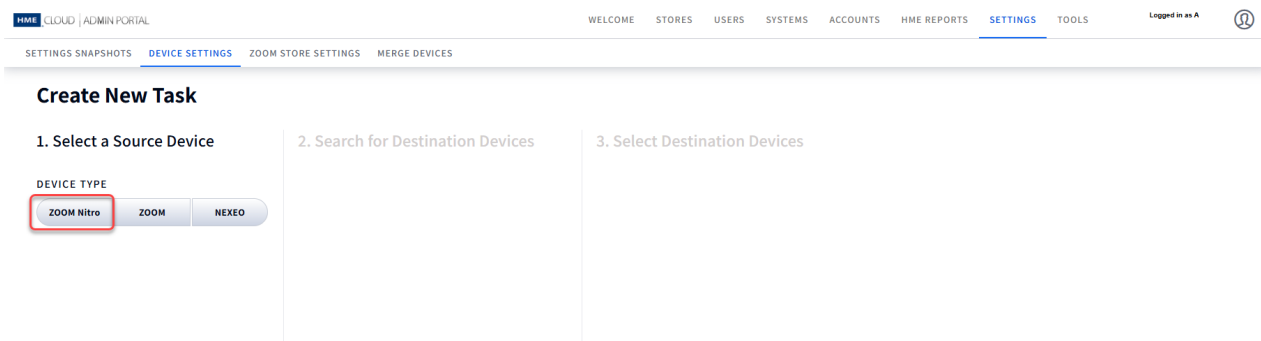 HME CLOUD | ADMIN PORTAL WELCOME STORES USERS SYSTEMS ACCOUNTS HME REPORTS SETTINGS TOOLS Logged in as A
SETTINGS SNAPSHOTS DEVICE SETTINGS ZOOM STORE SETTINGS MERGE DEVICES
Create New Task
1. Select a Source Device 2. Search for Destination Devices 3. Select Destination Devices
DEVICE TYPE
ZOOM Nitro ZOOM NEXEO